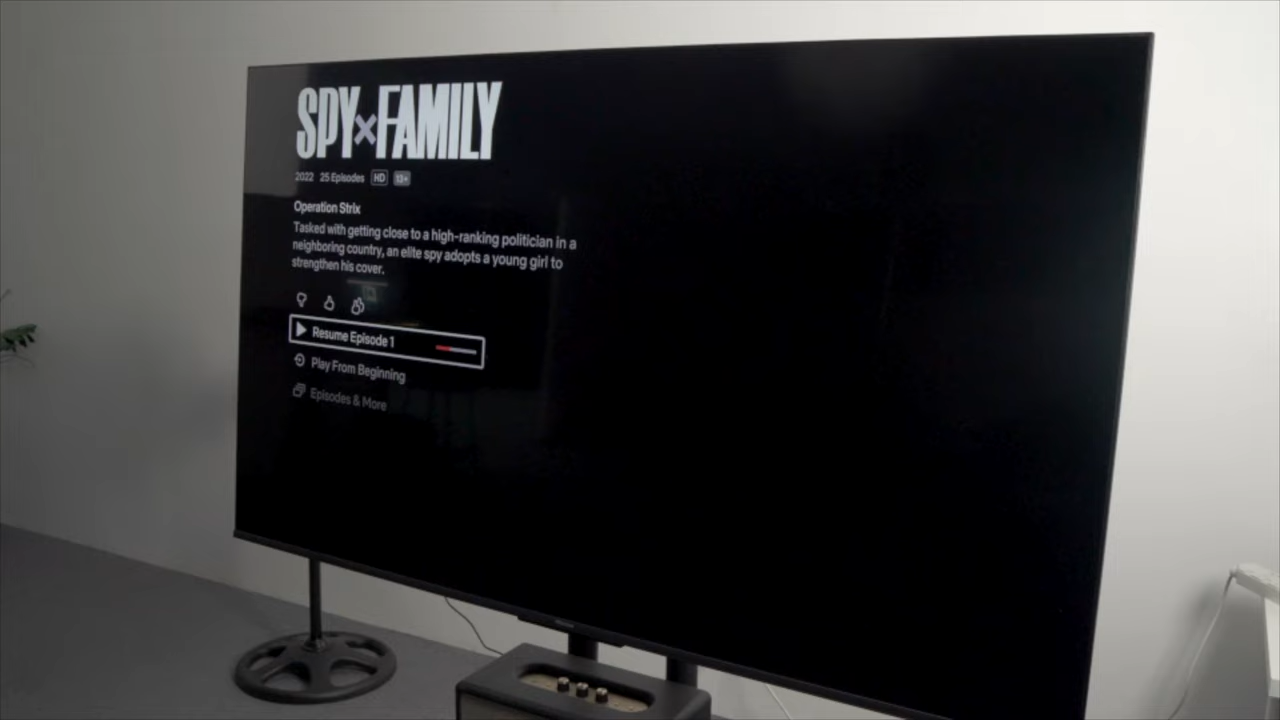 SPY×FAMILY
2022 25 Episodes HD 13+
Operation Strix
Tasked with getting close to a high-ranking politician in a
neighboring country, an elite spy adopts a young girl to
strengthen his cover.
Resume Episode 1
Play From Beginning
Episodes & More